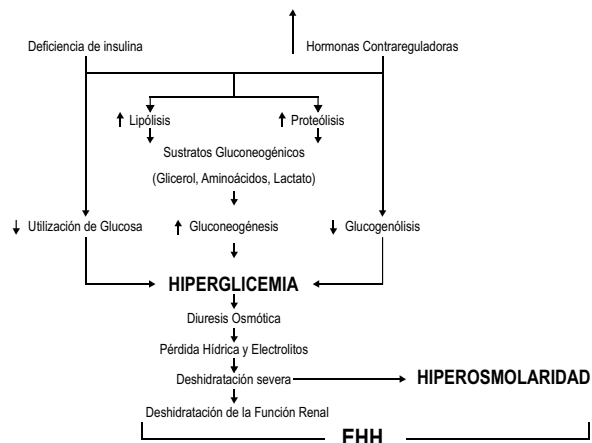 Deficiencia de insulina
Hormonas Contrareguladoras
Lipólisis
Proteólisis
Sustratos Gluconeogénicos
(Glicerol, Aminoácidos, Lactato)
Utilización de Glucosa
Gluconeogénesis
Glucogenólisis
HIPERGLICEMIA
Diuresis Osmótica
Pérdida Hídrica y Electrolitos
Deshidratación severa
HIPEROSMOLARIDAD
Deshidratación de la Función Renal
EHH